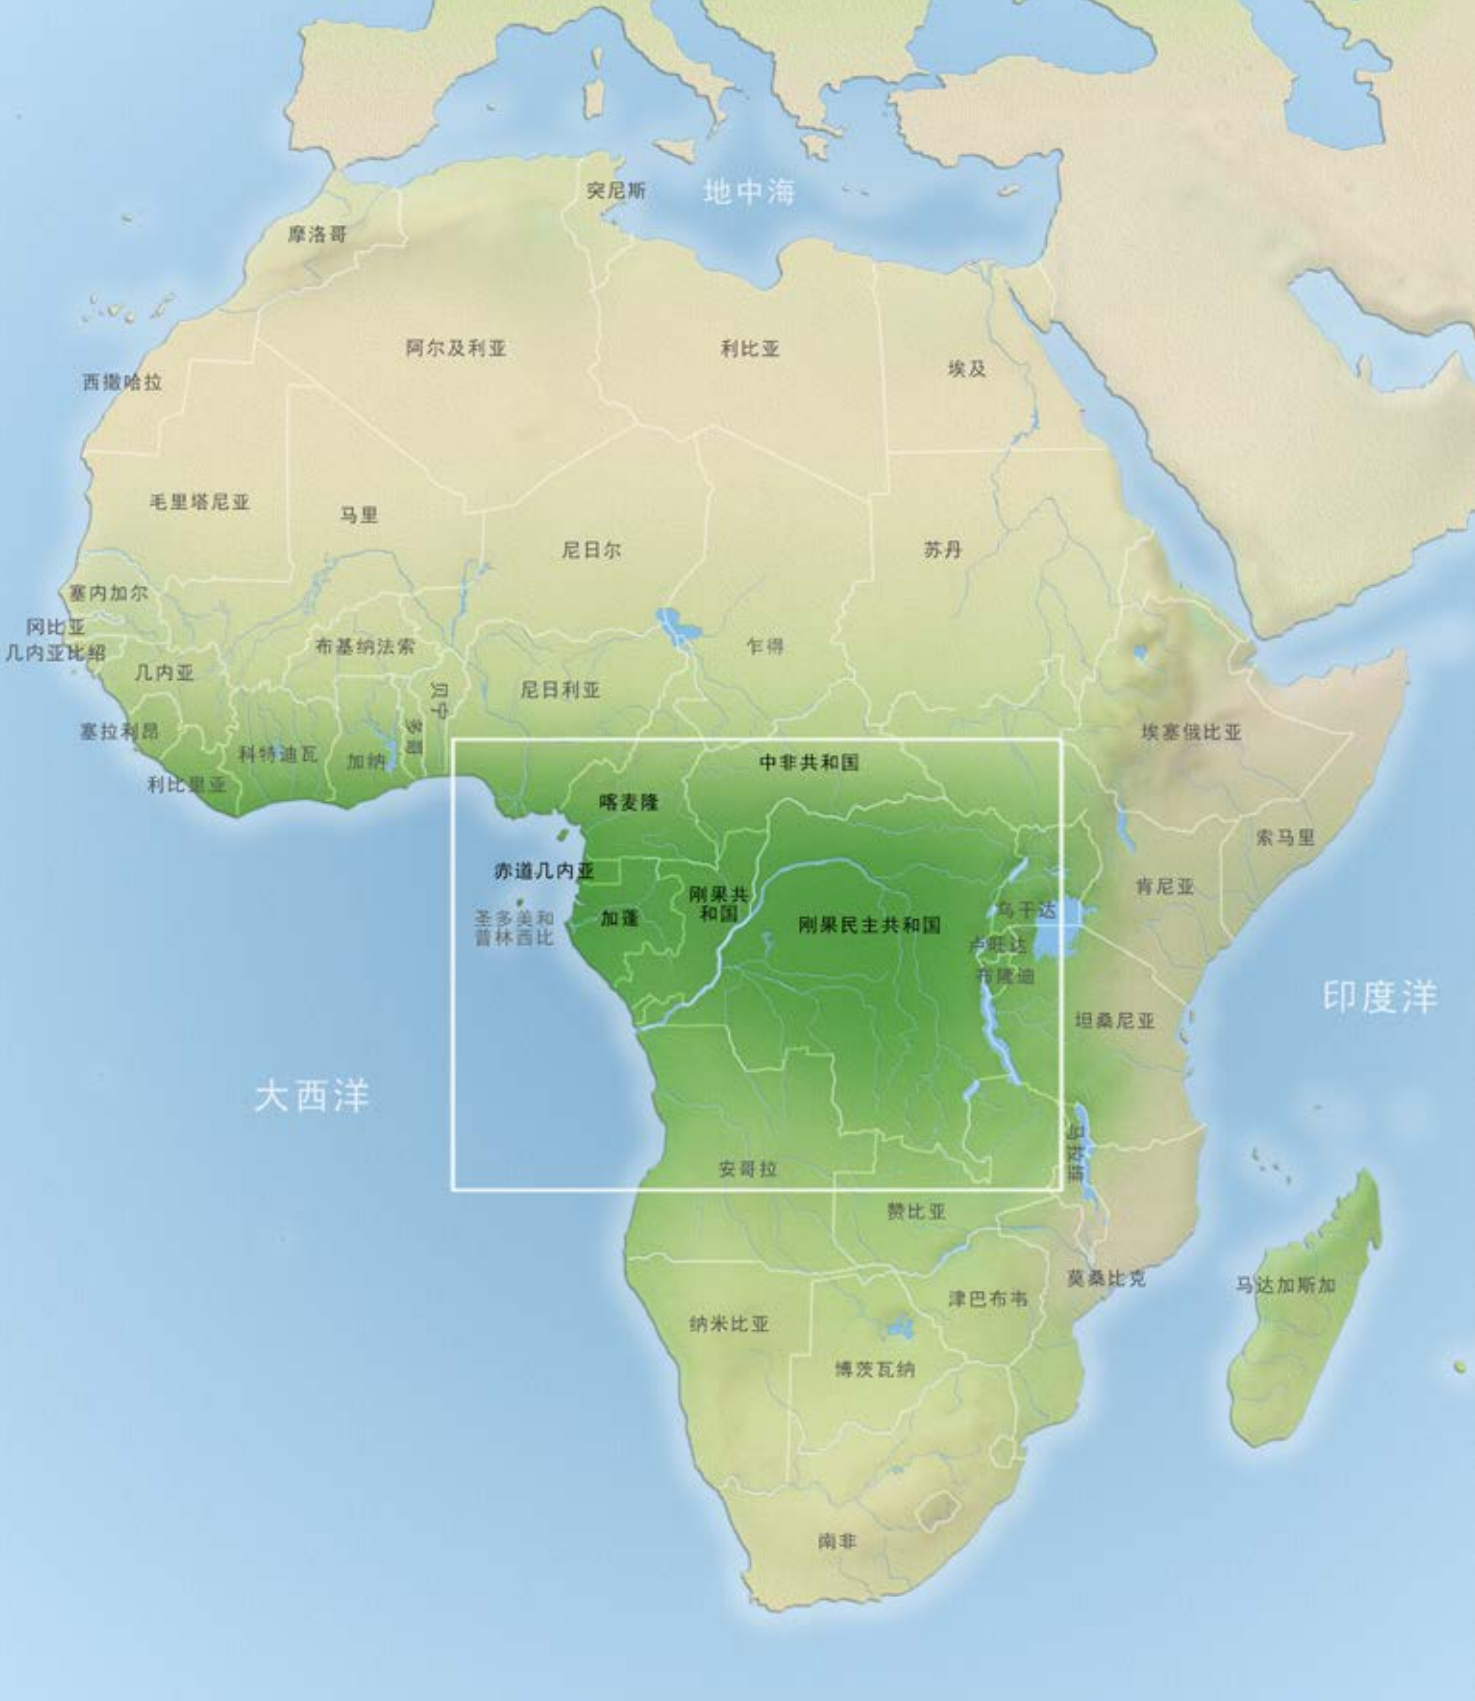 突尼斯
地中海
摩洛哥
阿尔及利亚
利比亚
埃及
西撒哈拉
毛里塔尼亚
马里
尼日尔
苏丹
塞内加尔
冈比亚
几内亚比绍
布基纳法索
乍得
几内亚
尼日利亚
贝宁
多哥
塞拉利昂
科特迪瓦
加纳
埃塞俄比亚
利比里亚
中非共和国
喀麦隆
索马里
赤道几内亚
肯尼亚
刚果共
和国
圣多美和
普林西比
加蓬
刚果民主共和国
乌干达
卢旺达
布隆迪
印度洋
坦桑尼亚
大西洋
马拉维
安哥拉
赞比亚
莫桑比克
马达加斯加
津巴布韦
纳米比亚
博茨瓦纳
南非